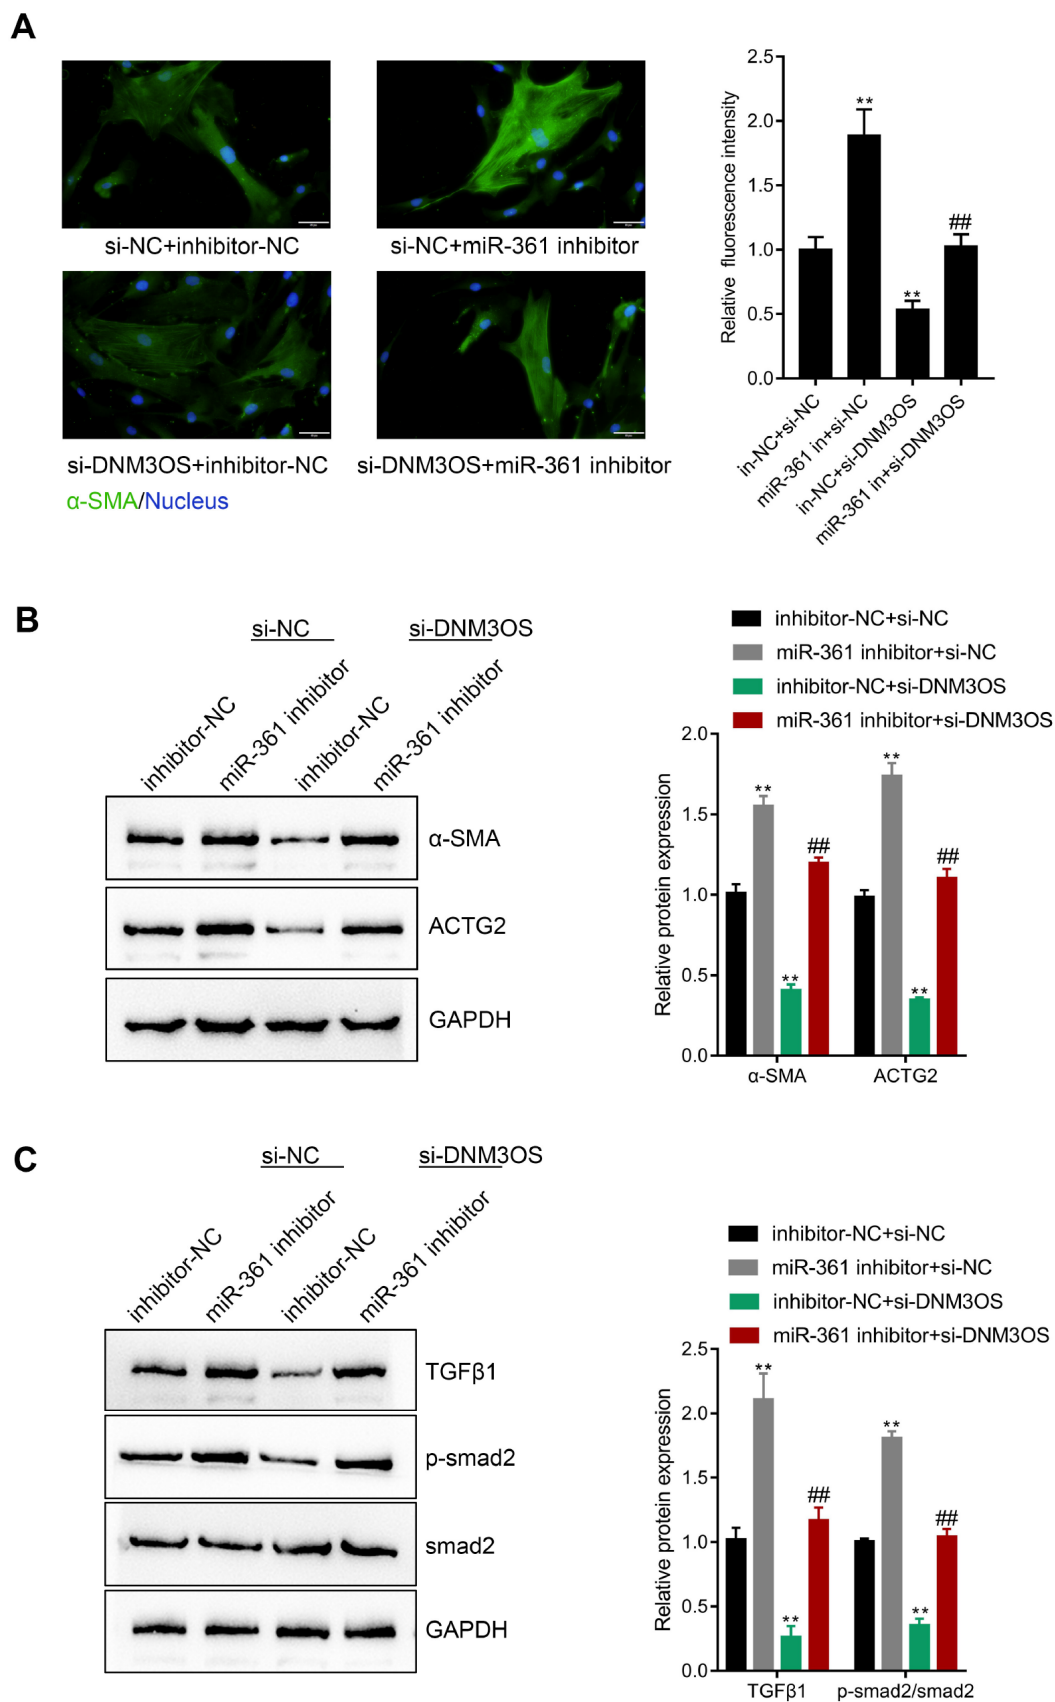 A
si-NC+inhibitor-NC
si-NC+miR-361 inhibitor
si-DNM3OS+inhibitor-NC
si-DNM3OS+miR-361 inhibitor
α-SMA/Nucleus
Relative fluorescence intensity
2.5
2.0
1.5
1.0
0.5
0.0
**
**
##
in-NC+si-NC
miR-361 in+si-NC
in-NC+si-DNM3OS
miR-361 in+si-DNM3OS
B
si-NC
si-DNM3OS
inhibitor-NC
miR-361 inhibitor
inhibitor-NC
miR-361 inhibitor
α-SMA
ACTG2
GAPDH
inhibitor-NC+si-NC
miR-361 inhibitor+si-NC
inhibitor-NC+si-DNM3OS
miR-361 inhibitor+si-DNM3OS
Relative protein expression
2.0
1.5
1.0
0.5
0.0
**
**
##
**
**
##
α-SMA
ACTG2
C
si-NC
si-DNM3OS
inhibitor-NC
miR-361 inhibitor
inhibitor-NC
miR-361 inhibitor
TGFβ1
p-smad2
smad2
GAPDH
inhibitor-NC+si-NC
miR-361 inhibitor+si-NC
inhibitor-NC+si-DNM3OS
miR-361 inhibitor+si-DNM3OS
Relative protein expression
2.5
2.0
1.5
1.0
0.5
0.0
**
**
##
**
**
##
TGFβ1
p-smad2/smad2